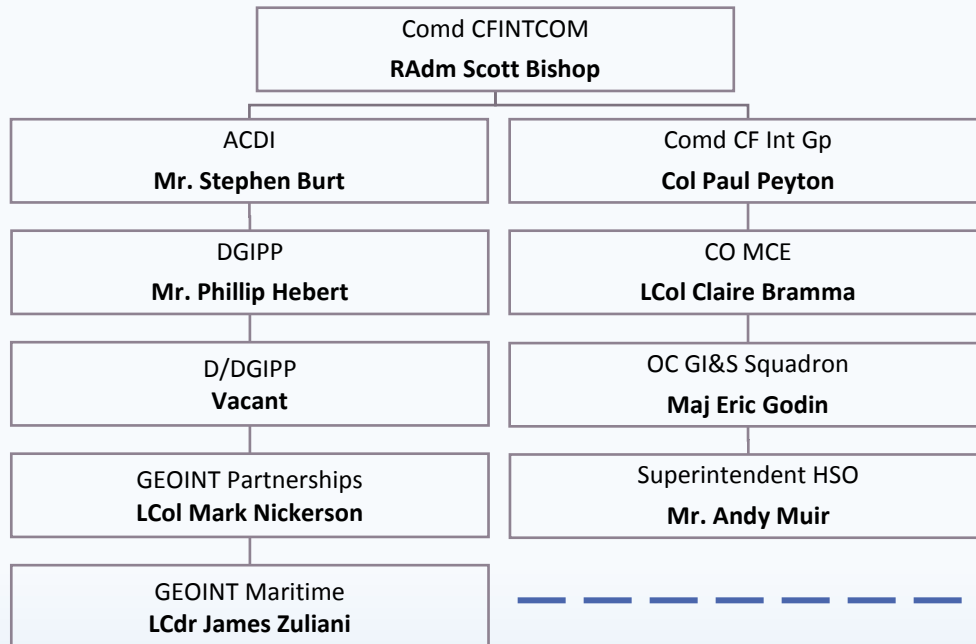 Comd CFINTCOM
RAdm Scott Bishop
ACDI
Mr. Stephen Burt
DGIPP
Mr. Phillip Hebert
D/DGIPP
Vacant
GEOINT Partnerships
LCol Mark Nickerson
GEOINT Maritime
LCdr James Zuliani
Comd CF Int Gp
Col Paul Peyton
CO MCE
LCol Claire Bramma
OC GI&S Squadron
Maj Eric Godin
Superintendent HSO
Mr. Andy Muir